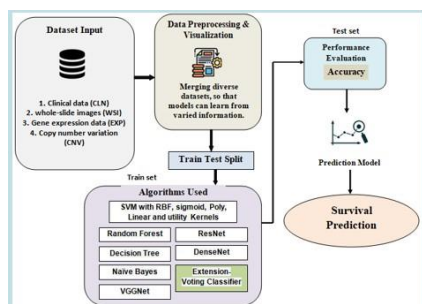 Dataset Input
1. Clinical data (CLN)
2. whole-slide images (WSI)
3. Gene expression data (EXP)
4. Copy number variation
(CNV)
Data Preprocessing &
Visualization
Merging diverse
datasets, so that
models can learn from
varied information.
Train Test Split
Train set
Algorithms Used
SVM with RBF, sigmoid, Poly,
Linear and utility Kernels
Random Forest
ResNet
Decision Tree
DenseNet
Naïve Bayes
Extension-
Voting Classifier
VGGNet
Test set
Performance
Evaluation
Accuracy
Prediction Model
Survival
Prediction